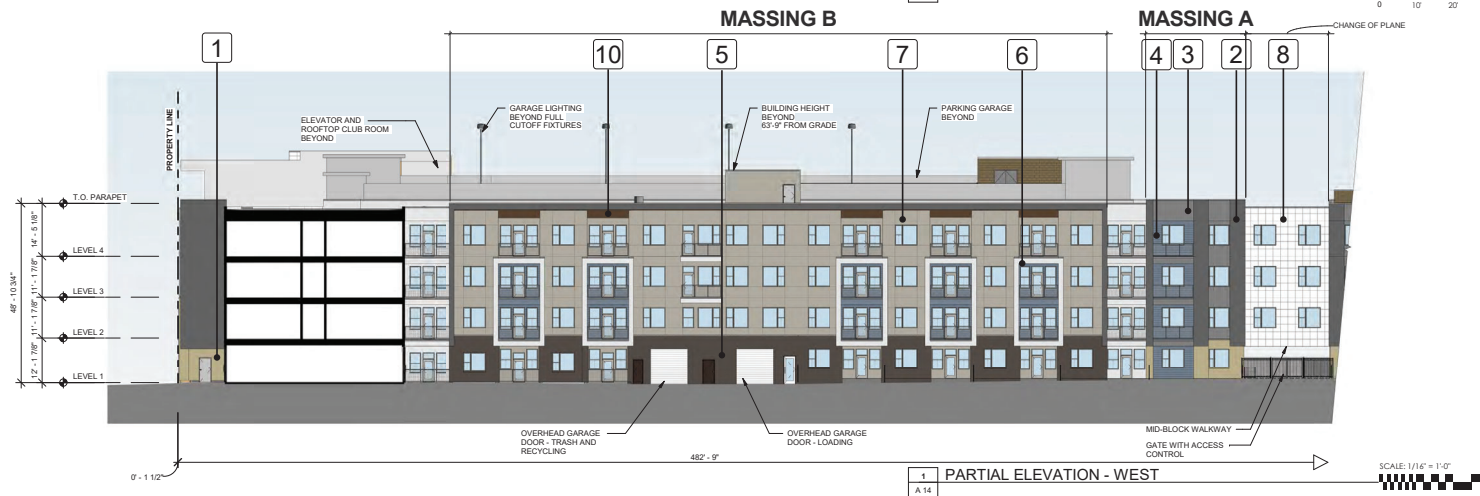 0 10' 20'
MASSING B
MASSING A
CHANGE OF PLANE
1
10
5
7
6
4
3
2
8
PROPERTY LINE
ELEVATOR AND
ROOFTOP CLUB ROOM
BEYOND
GARAGE LIGHTING
BEYOND FULL
CUTOFF FIXTURES
BUILDING HEIGHT
BEYOND
63'-9" FROM GRADE
PARKING GARAGE
BEYOND
T.O. PARAPET
LEVEL 4
LEVEL 3
LEVEL 2
LEVEL 1
48' - 10 3/4"
14' - 5 1/8"
11' - 1 7/8"
11' - 1 7/8"
12' - 1 7/8"
OVERHEAD GARAGE
DOOR - TRASH AND
RECYCLING
OVERHEAD GARAGE
DOOR - LOADING
MID-BLOCK WALKWAY
GATE WITH ACCESS
CONTROL
482' - 9"
0' - 1 1/2"
1 PARTIAL ELEVATION - WEST
A 14
SCALE: 1/16" = 1'-0"